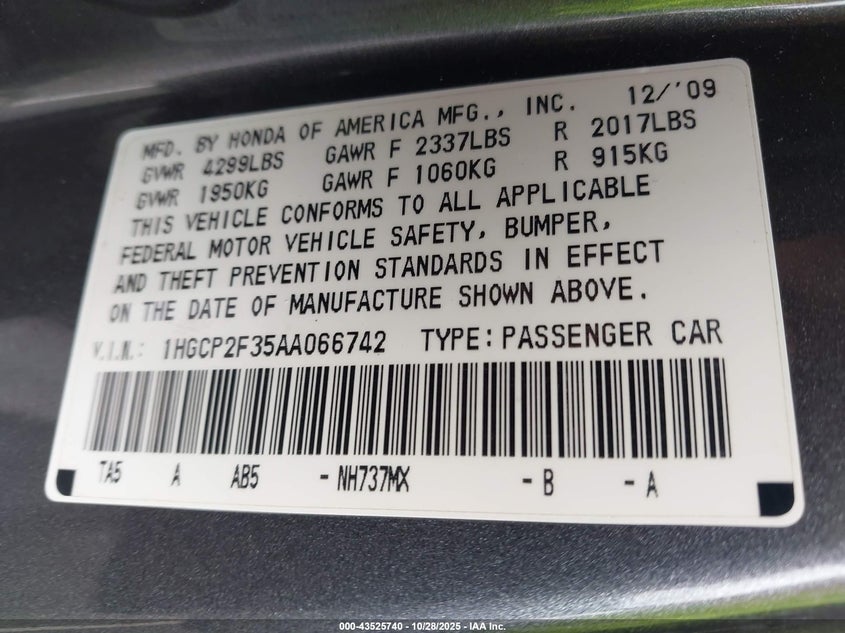 MFD. BY HONDA OF AMERICA MFG., INC. 12/'09
GVWR 4299LBS GAWR F 2337LBS R 2017LBS
GVWR 1950KG GAWR F 1060KG R 915KG
THIS VEHICLE CONFORMS TO ALL APPLICABLE
FEDERAL MOTOR VEHICLE SAFETY, BUMPER,
AND THEFT PREVENTION STANDARDS IN EFFECT
ON THE DATE OF MANUFACTURE SHOWN ABOVE.
V.I.N.: 1HGCP2F35AA066742 TYPE: PASSENGER CAR
TA5 A AB5 -NH737MX -B -A
000-43525740 - 10/28/2025 - IAA Inc.